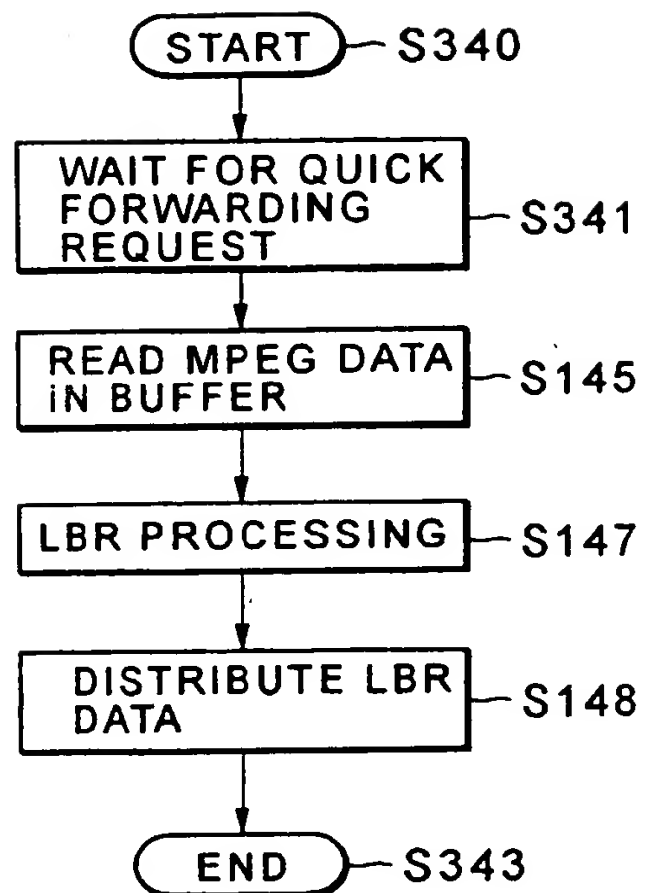 START S340
WAIT FOR QUICK
FORWARDING
REQUEST
S341
READ MPEG DATA
iN BUFFER
S145
LBR PROCESSING S147
DISTRIBUTE LBR
DATA
S148
END S343